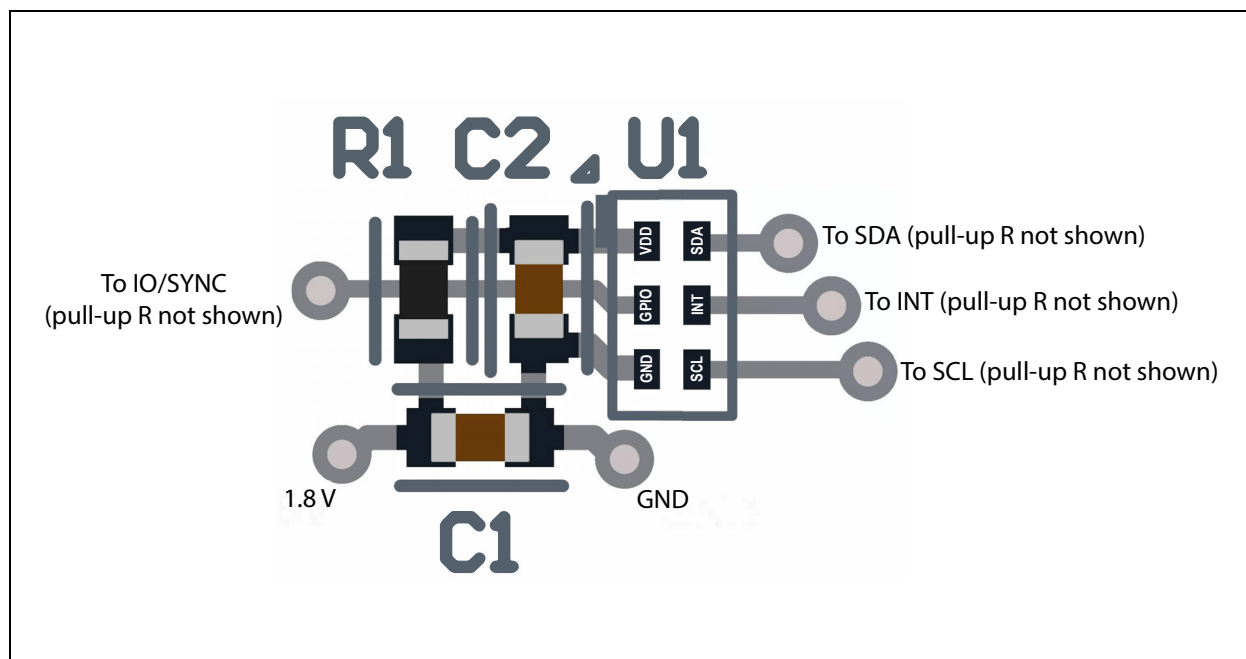 R1 C2 U1
To IO/SYNC
(pull-up R not shown)
VDD SDA
To SDA (pull-up R not shown)
GPIO INT
To INT (pull-up R not shown)
GND SCL
To SCL (pull-up R not shown)
1.8 V
GND
C1